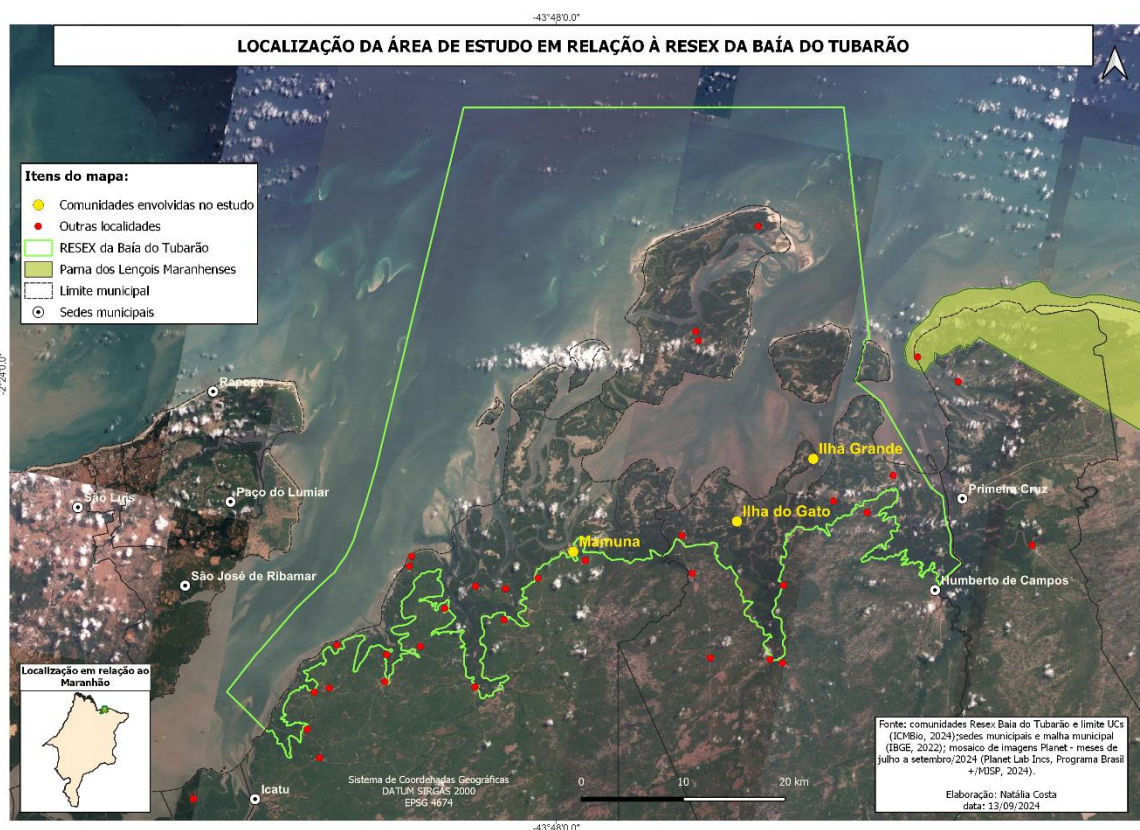 -43°48'0.0"
LOCALIZAÇÃO DA ÁREA DE ESTUDO EM RELAÇÃO À RESEX DA BAÍA DO TUBARÃO
Itens do mapa:
Comunidades envolvidas no estudo
Outras localidades
RESEX da Baía do Tubarão
Parna dos Lençois Maranhenses
Limite municipal
Sedes municipais
-2°24'0.0"
-2°24'0.0"
Raposa
Ilha Grande
São Luís
Paço do Lumiar
Primeira Cruz
Ilha do Gato
Mamuna
São José de Ribamar
Humberto de Campos
Localização em relação ao
Maranhão
Icatu
Sistema de Coordenadas Geográficas
DATUM SIRGAS 2000
EPSG 4674
0 10 20 km
Fonte: comunidades Resex Baia do Tubarão e limite UCs
(ICMBio, 2024);sedes municipais e malha municipal
(IBGE, 2022); mosaico de imagens Planet - meses de
julho a setembro/2024 (Planet Lab Incs, Programa Brasil
+/MJSP, 2024).
Elaboração: Natália Costa
data: 13/09/2024
-43°48'0.0"